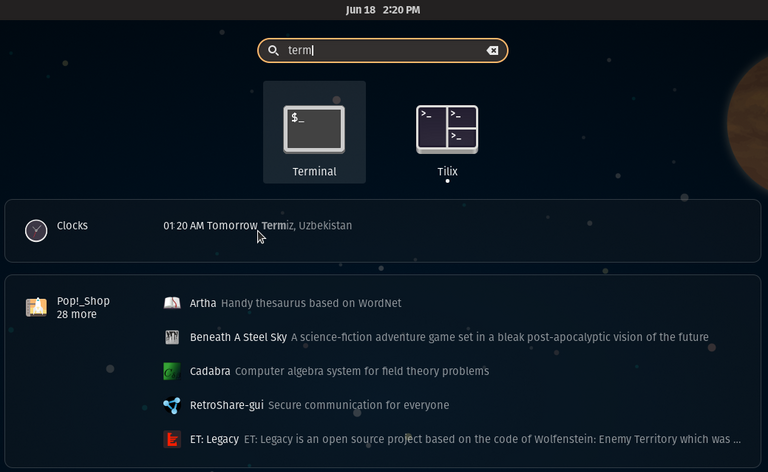 Jun 18 2:20 PM
term
$_
>_ >_
>_
Terminal
Tilix
Clocks
01 20 AM Tomorrow Termiz, Uzbekistan
Pop!_Shop
28 more
Artha Handy thesaurus based on WordNet
Beneath A Steel Sky A science-fiction adventure game set in a bleak post-apocalyptic vision of the future
Cadabra Computer algebra system for field theory problems
RetroShare-gui Secure communication for everyone
ET: Legacy ET: Legacy is an open source project based on the code of Wolfenstein: Enemy Territory which was ...